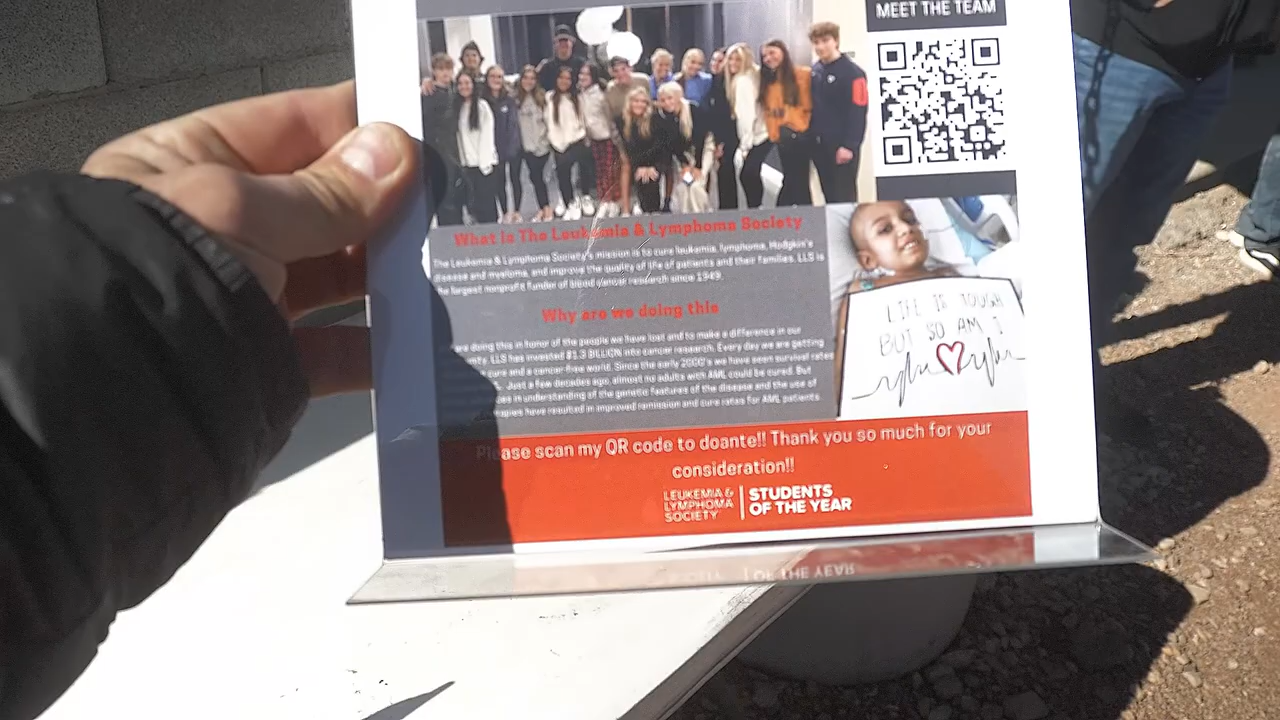 MEET THE TEAM
What is The Leukemia & Lymphoma Society
The Leukemia & Lymphoma Society's mission is to cure leukemia, lymphoma, Hodgkin's
disease and myeloma, and improve the quality of life of patients and their families. LLS is
the largest nonprofit funder of blood cancer research since 1949.
Why are we doing this
are doing this in honor of the people we have lost and to make a difference in our
LLS has invested $1.3 BILLION into cancer research. Every day we are getting
cure and a cancer-free world. Since the early 2000's we have seen survival rates
Just a few decades ago, almost no adults with AML could be cured. But
in understanding of the genetic features of the disease and the use of
have resulted in improved remission and cure rates for AML patients
LIFE IS TOUGH
BUT SO AM I
Please scan my QR code to doante!! Thank you so much for your
consideration!!
LEUKEMIA &
LYMPHOMA
SOCIETY
STUDENTS
OF THE YEAR